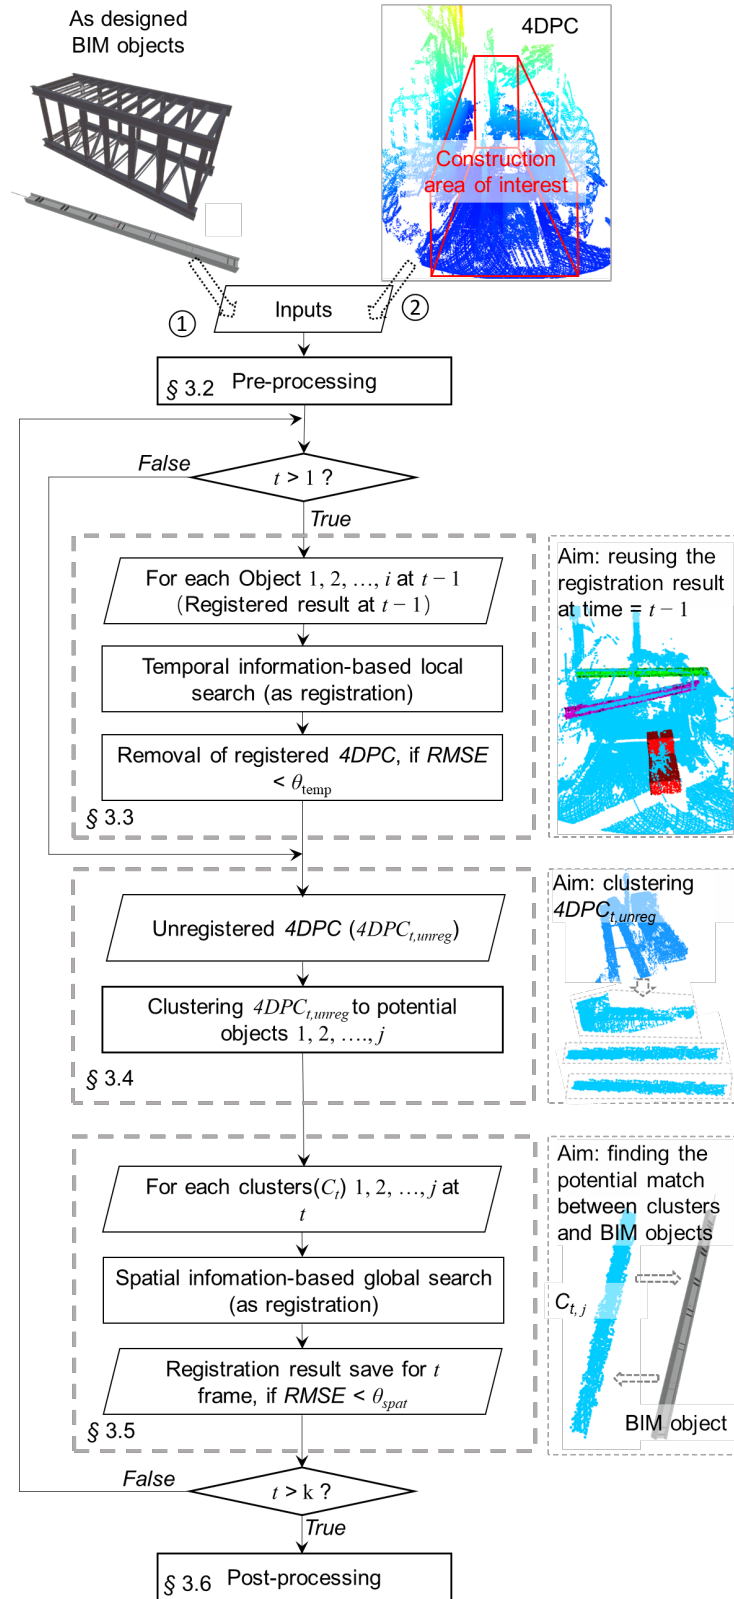 As designed
BIM objects
4DPC
Construction
area of interest
①
Inputs
②
§ 3.2
Pre-processing
False
t > 1 ?
True
For each Object 1, 2, …, i at t − 1
(Registered result at t − 1)
Temporal information-based local
search (as registration)
Removal of registered 4DPC, if RMSE
< θtemp
§ 3.3
Aim: reusing the
registration result
at time = t − 1
Unregistered 4DPC (4DPCt,unreg)
Clustering 4DPCt,unreg to potential
objects 1, 2, …., j
§ 3.4
Aim: clustering
4DPCt,unreg
For each clusters(Ct) 1, 2, …, j at
t
Spatial infomation-based global search
(as registration)
Registration result save for t
frame, if RMSE < θspat
§ 3.5
Aim: finding the
potential match
between clusters
and BIM objects
Ct, j
BIM object
False
t > k ?
True
§ 3.6
Post-processing